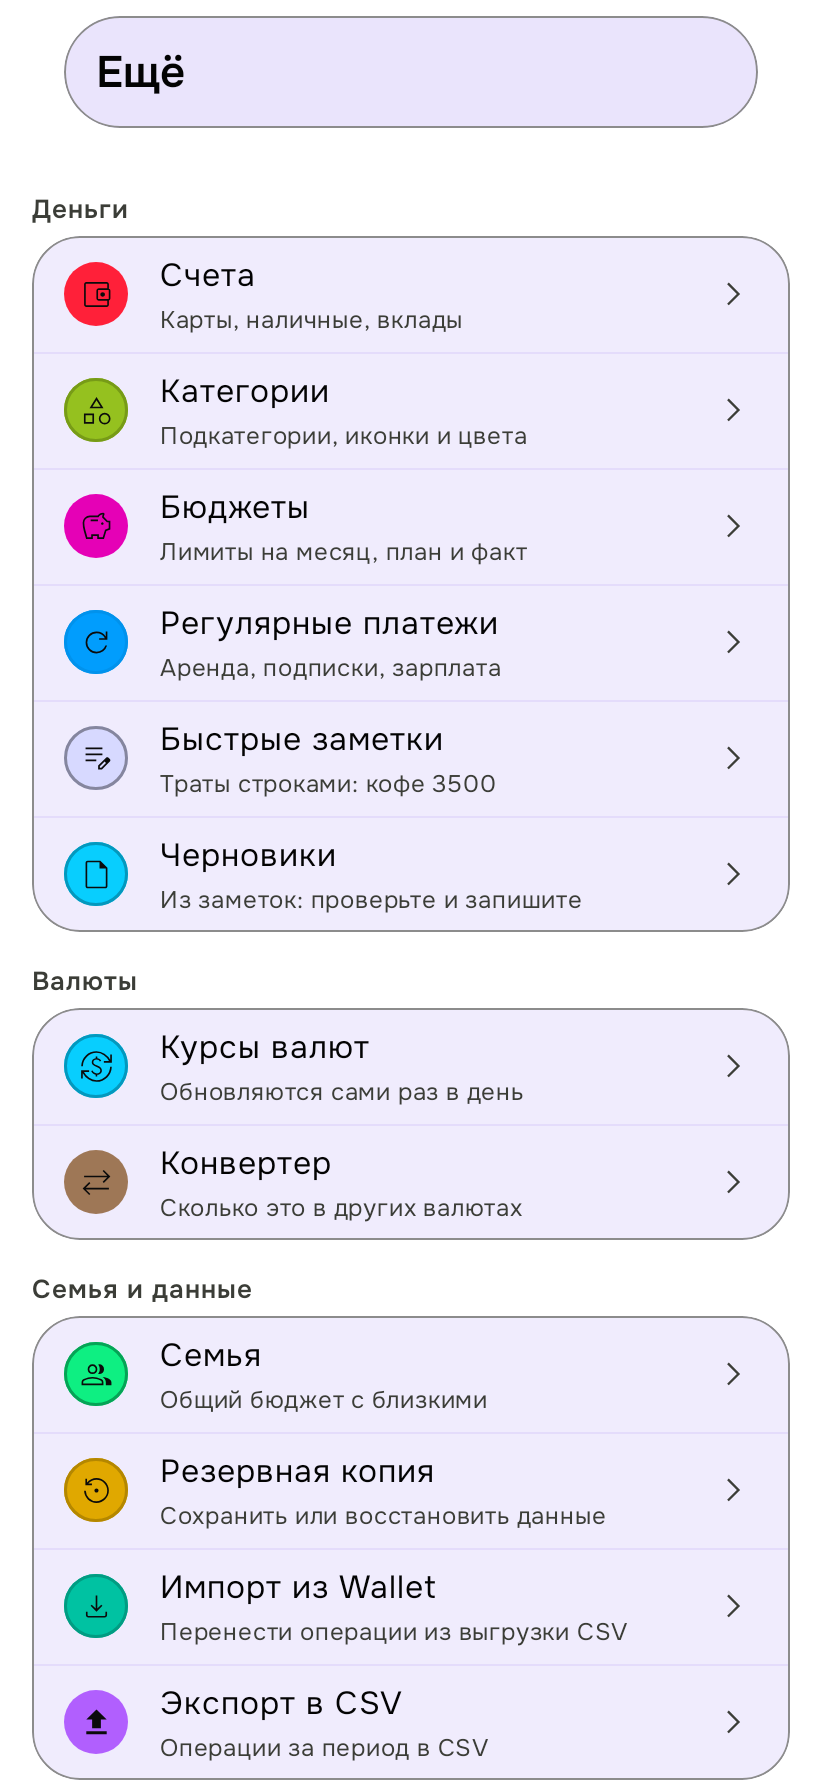 Ещё
Деньги
Счета
Карты, наличные, вклады
Категории
Подкатегории, иконки и цвета
Бюджеты
Лимиты на месяц, план и факт
Регулярные платежи
Аренда, подписки, зарплата
Быстрые заметки
Траты строками: кофе 3500
Черновики
Из заметок: проверьте и запишите
Валюты
Курсы валют
Обновляются сами раз в день
Конвертер
Сколько это в других валютах
Семья и данные
Семья
Общий бюджет с близкими
Резервная копия
Сохранить или восстановить данные
Импорт из Wallet
Перенести операции из выгрузки CSV
Экспорт в CSV
Операции за период в CSV